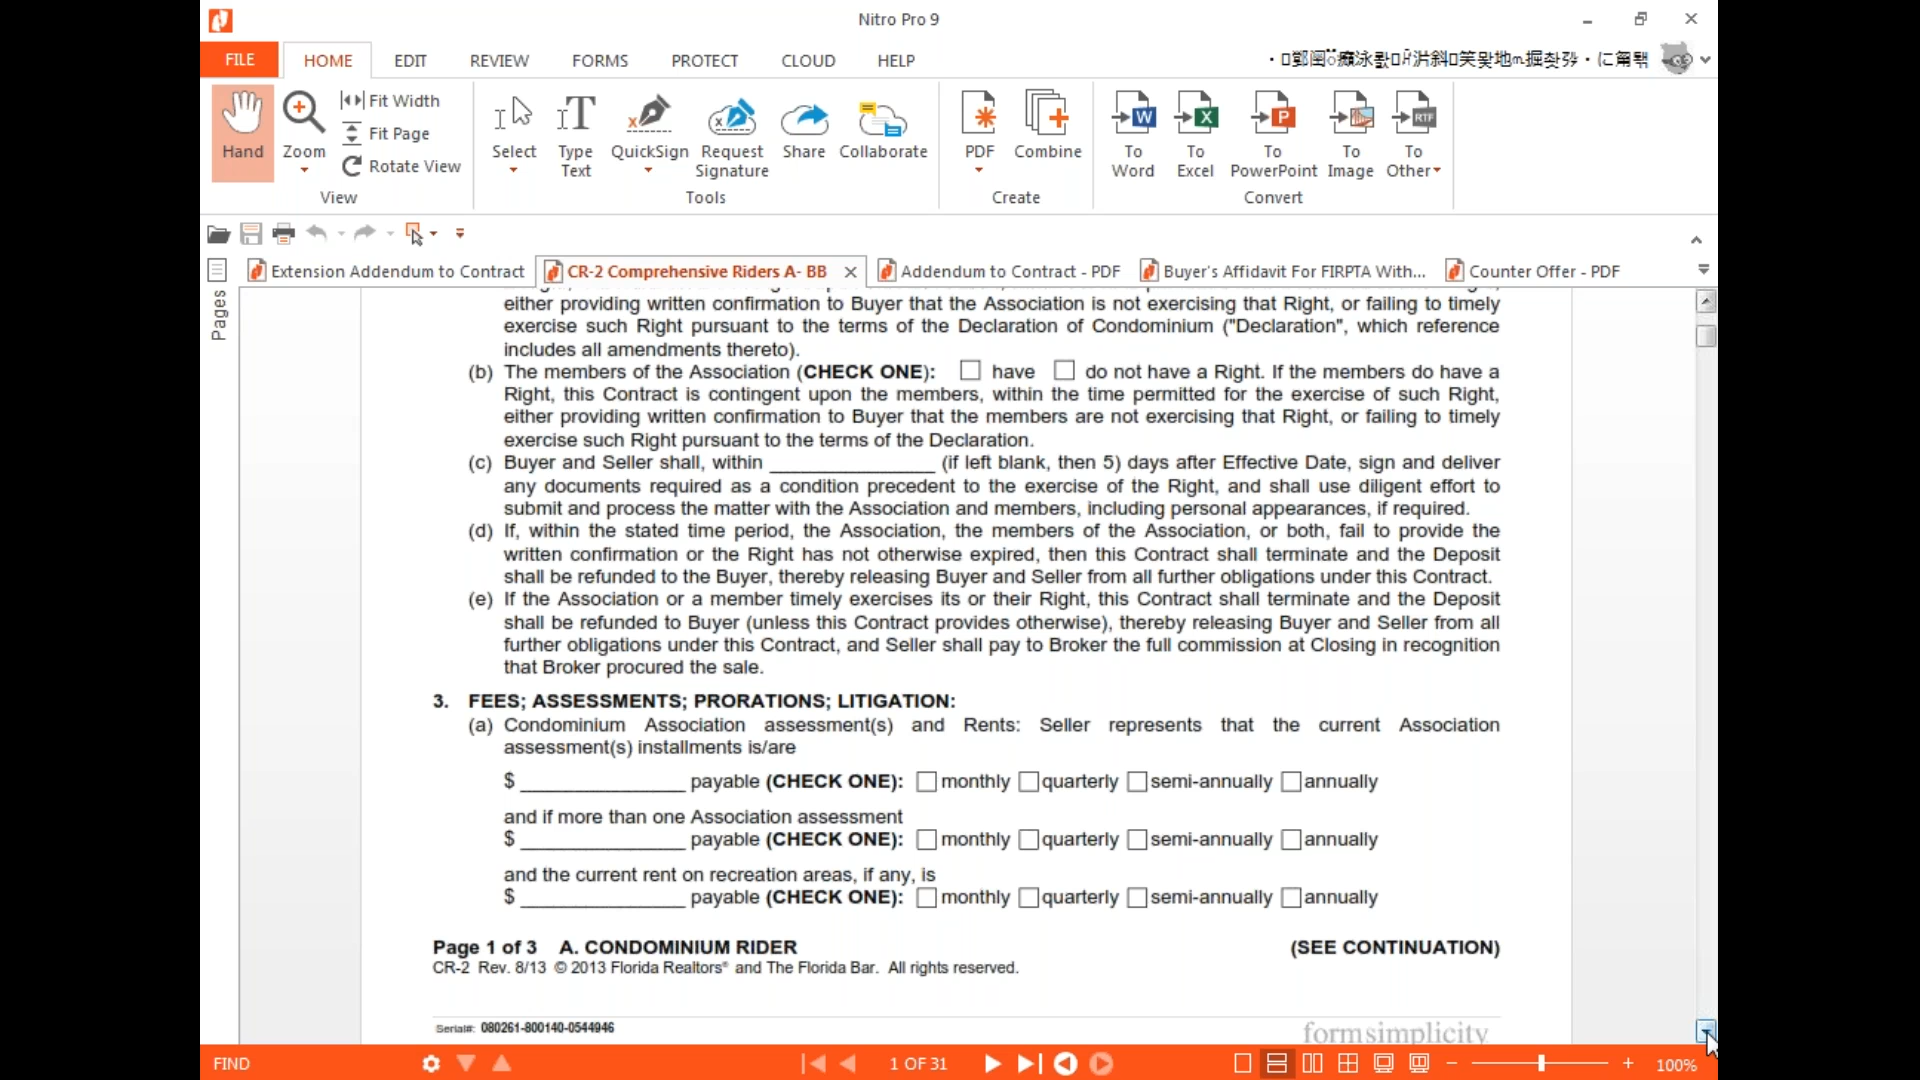 Nitro Pro 9
FILE HOME EDIT REVIEW FORMS PROTECT CLOUD HELP
Hand
Zoom
Fit Width
Fit Page
Rotate View
View
Select
Type
Text
QuickSign
Request
Signature
Share
Collaborate
Tools
PDF
Combine
Create
To
Word
To
Excel
To
PowerPoint
To
Image
To
Other
Convert
Extension Addendum to Contract CR-2 Comprehensive Riders A- BB Addendum to Contract - PDF Buyer's Affidavit For FIRPTA With... Counter Offer - PDF
Pages
either providing written confirmation to Buyer that the Association is not exercising that Right, or failing to timely
exercise such Right pursuant to the terms of the Declaration of Condominium ("Declaration", which reference
includes all amendments thereto).
(b) The members of the Association (CHECK ONE): have do not have a Right. If the members do have a
Right, this Contract is contingent upon the members, within the time permitted for the exercise of such Right,
either providing written confirmation to Buyer that the members are not exercising that Right, or failing to timely
exercise such Right pursuant to the terms of the Declaration.
(c) Buyer and Seller shall, within ________________ (if left blank, then 5) days after Effective Date, sign and deliver
any documents required as a condition precedent to the exercise of the Right, and shall use diligent effort to
submit and process the matter with the Association and members, including personal appearances, if required.
(d) If, within the stated time period, the Association, the members of the Association, or both, fail to provide the
written confirmation or the Right has not otherwise expired, then this Contract shall terminate and the Deposit
shall be refunded to the Buyer, thereby releasing Buyer and Seller from all further obligations under this Contract.
(e) If the Association or a member timely exercises its or their Right, this Contract shall terminate and the Deposit
shall be refunded to Buyer (unless this Contract provides otherwise), thereby releasing Buyer and Seller from all
further obligations under this Contract, and Seller shall pay to Broker the full commission at Closing in recognition
that Broker procured the sale.
3. FEES; ASSESSMENTS; PRORATIONS; LITIGATION:
(a) Condominium Association assessment(s) and Rents: Seller represents that the current Association
assessment(s) installments is/are
$ ________________ payable (CHECK ONE): monthly quarterly semi-annually annually
and if more than one Association assessment
$ ________________ payable (CHECK ONE): monthly quarterly semi-annually annually
and the current rent on recreation areas, if any, is
$ ________________ payable (CHECK ONE): monthly quarterly semi-annually annually
Page 1 of 3 A. CONDOMINIUM RIDER (SEE CONTINUATION)
CR-2 Rev. 8/13 © 2013 Florida Realtors® and The Florida Bar. All rights reserved.
Serial#: 080261-800140-0544946
formsimplicity
FIND 1 OF 31 100%